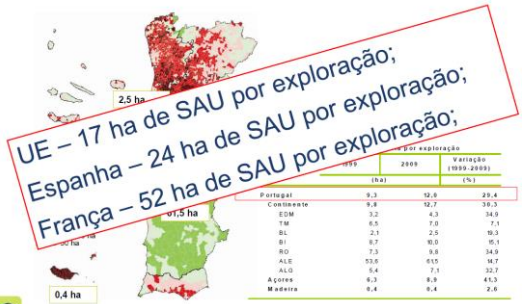 2,5 ha
UE – 17 ha de SAU por exploração;
Espanha – 24 ha de SAU por exploração;
França – 52 ha de SAU por exploração;
por exploração
1999 2009 Variação (1999-2009)
(ha) (%)
Portugal 9,3 12,0 29,4
Continente 9,8 12,7 30,3
EDM 3,2 4,3 34,9
TM 6,5 7,0 7,1
BL 2,1 2,5 19,3
BI 8,7 10,0 15,1
RO 7,3 9,8 34,9
ALE 53,6 61,5 14,7
ALG 5,4 7,1 32,7
Açores 6,3 8,9 41,3
Madeira 0,4 0,4 2,6
61,5 ha
0,4 ha